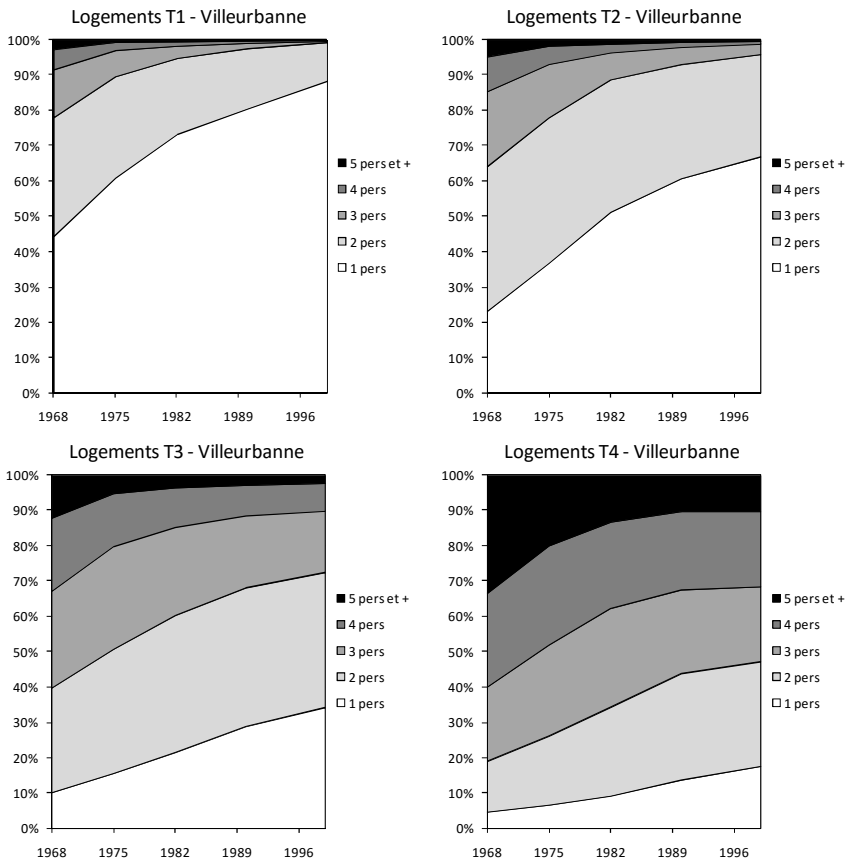 Logements T1 - Villeurbanne
100%
90%
80%
70%
60%
50%
40%
30%
20%
10%
0%
1968 1975 1982 1989 1996
5 pers et +
4 pers
3 pers
2 pers
1 pers
Logements T2 - Villeurbanne
100%
90%
80%
70%
60%
50%
40%
30%
20%
10%
0%
1968 1975 1982 1989 1996
5 pers et +
4 pers
3 pers
2 pers
1 pers
Logements T3 - Villeurbanne
100%
90%
80%
70%
60%
50%
40%
30%
20%
10%
0%
1968 1975 1982 1989 1996
5 pers et +
4 pers
3 pers
2 pers
1 pers
Logements T4 - Villeurbanne
100%
90%
80%
70%
60%
50%
40%
30%
20%
10%
0%
1968 1975 1982 1989 1996
5 pers et +
4 pers
3 pers
2 pers
1 pers